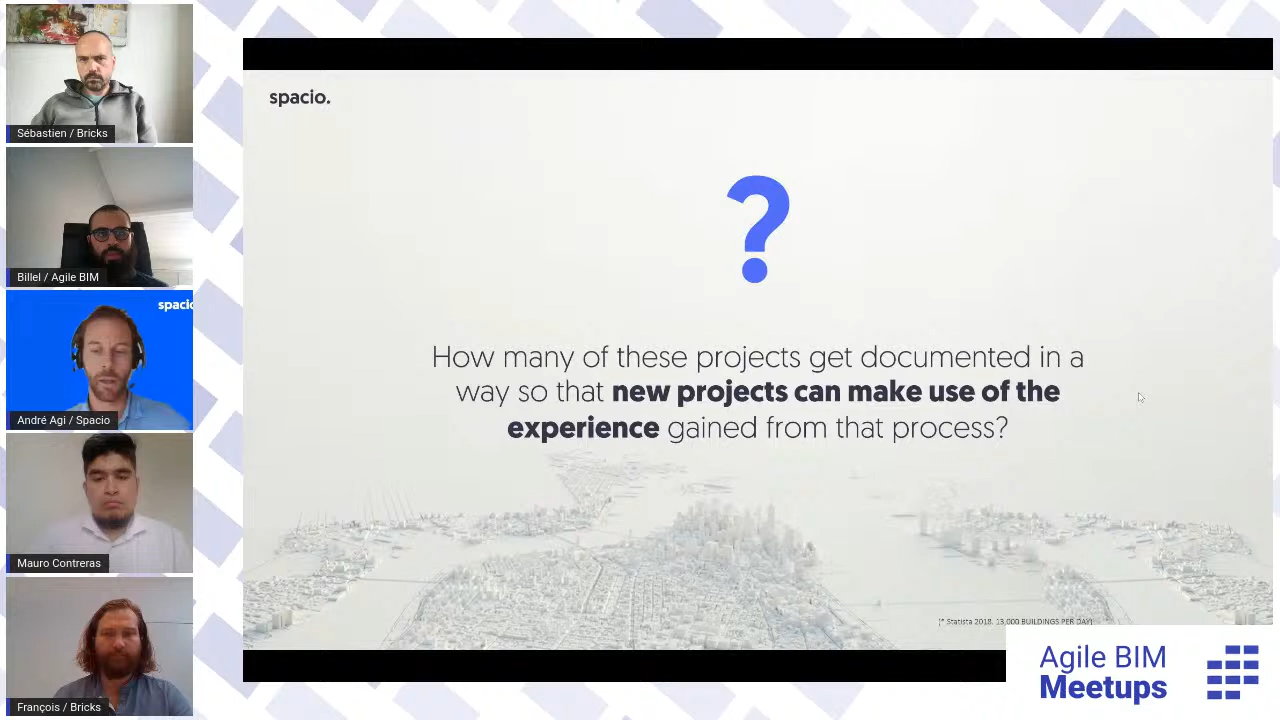 Sébastien / Bricks
Billel / Agile BIM
spacio
André Agi / Spacio
Mauro Contreras
François / Bricks
spacio.
?
How many of these projects get documented in a
way so that new projects can make use of the
experience gained from that process?
[* Statista 2018. 13,000 BUILDINGS PER DAY]
Agile BIM
Meetups